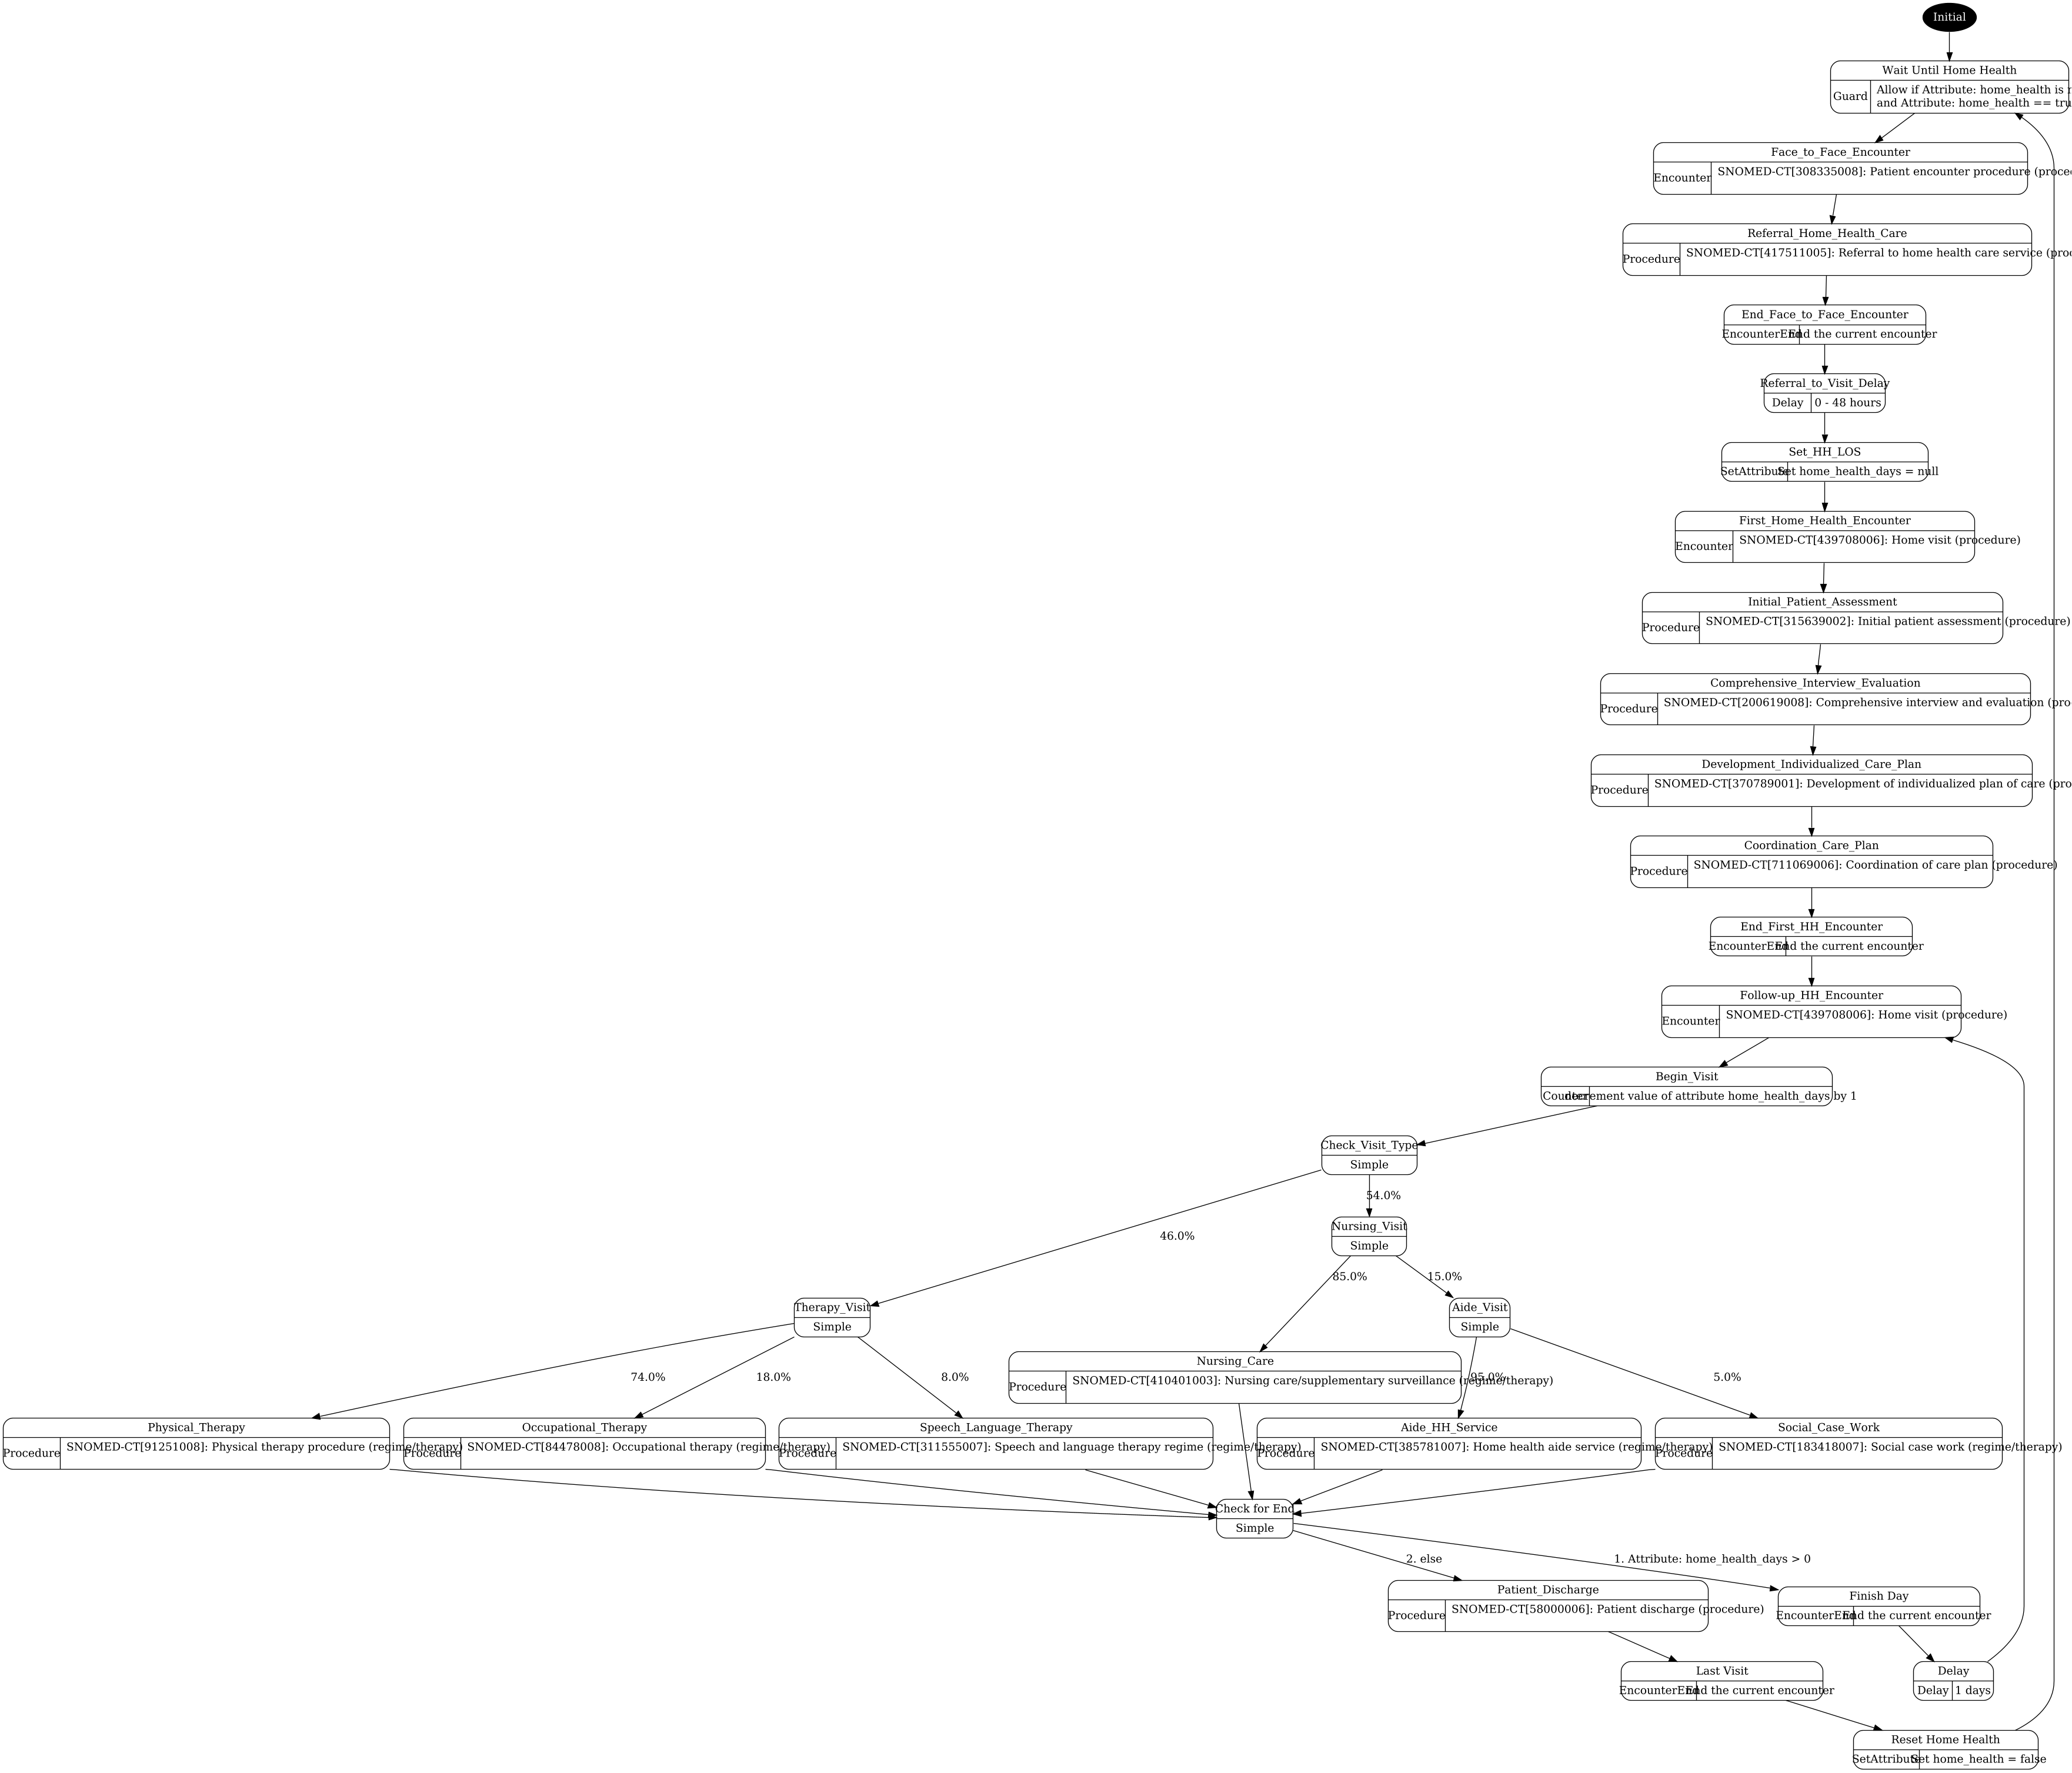 Initial
Wait Until Home Health
Guard
Allow if Attribute: home_health is
and Attribute: home_health ==
Face_to_Face_Encounter
Encounter
SNOMED-CT[308335008]: Patient encounter procedure
Referral_Home_Health_Care
Procedure
SNOMED-CT[417511005]: Referral to home health care service
End_Face_to_Face_Encounter
EncounterEnd
End the current encounter
Referral_to_Visit_Delay
Delay
0 - 48 hours
Set_HH_LOS
SetAttribute
Set home_health_days = null
First_Home_Health_Encounter
Encounter
SNOMED-CT[439708006]: Home visit (procedure)
Initial_Patient_Assessment
Procedure
SNOMED-CT[315639002]: Initial patient assessment (procedure)
Comprehensive_Interview_Evaluation
Procedure
SNOMED-CT[200619008]: Comprehensive interview and evaluation
Development_Individualized_Care_Plan
Procedure
SNOMED-CT[370789001]: Development of individualized plan of care
Coordination_Care_Plan
Procedure
SNOMED-CT[711069006]: Coordination of care plan (procedure)
End_First_HH_Encounter
EncounterEnd
End the current encounter
Follow-up_HH_Encounter
Encounter
SNOMED-CT[439708006]: Home visit (procedure)
Begin_Visit
Counter
decrement value of attribute home_health_days by 1
Check_Visit_Type
Simple
54.0%
46.0%
Nursing_Visit
Simple
85.0%
15.0%
Therapy_Visit
Simple
Aide_Visit
Simple
74.0%
18.0%
8.0%
Nursing_Care
Procedure
SNOMED-CT[410401003]: Nursing care/supplementary surveillance (regime/therapy)
95.0%
5.0%
Physical_Therapy
Procedure
SNOMED-CT[91251008]: Physical therapy procedure (regime/therapy)
Occupational_Therapy
Procedure
SNOMED-CT[84478008]: Occupational therapy (regime/therapy)
Speech_Language_Therapy
Procedure
SNOMED-CT[311555007]: Speech and language therapy regime (regime/therapy)
Aide_HH_Service
Procedure
SNOMED-CT[385781007]: Home health aide service (regime/therapy)
Social_Case_Work
Procedure
SNOMED-CT[183418007]: Social case work (regime/therapy)
Check for End
Simple
2. else
1. Attribute: home_health_days > 0
Patient_Discharge
Procedure
SNOMED-CT[58000006]: Patient discharge (procedure)
Finish Day
EncounterEnd
End the current encounter
Last Visit
EncounterEnd
End the current encounter
Delay
Delay
1 days
Reset Home Health
SetAttribute
Set home_health = false